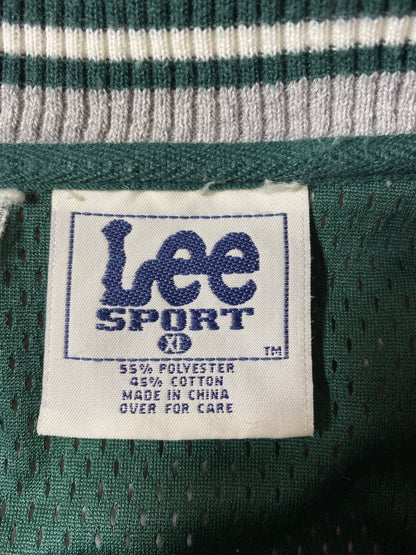 Lee
SPORT
XL
TM
55% POLYESTER
45% COTTON
MADE IN CHINA
OVER FOR CARE